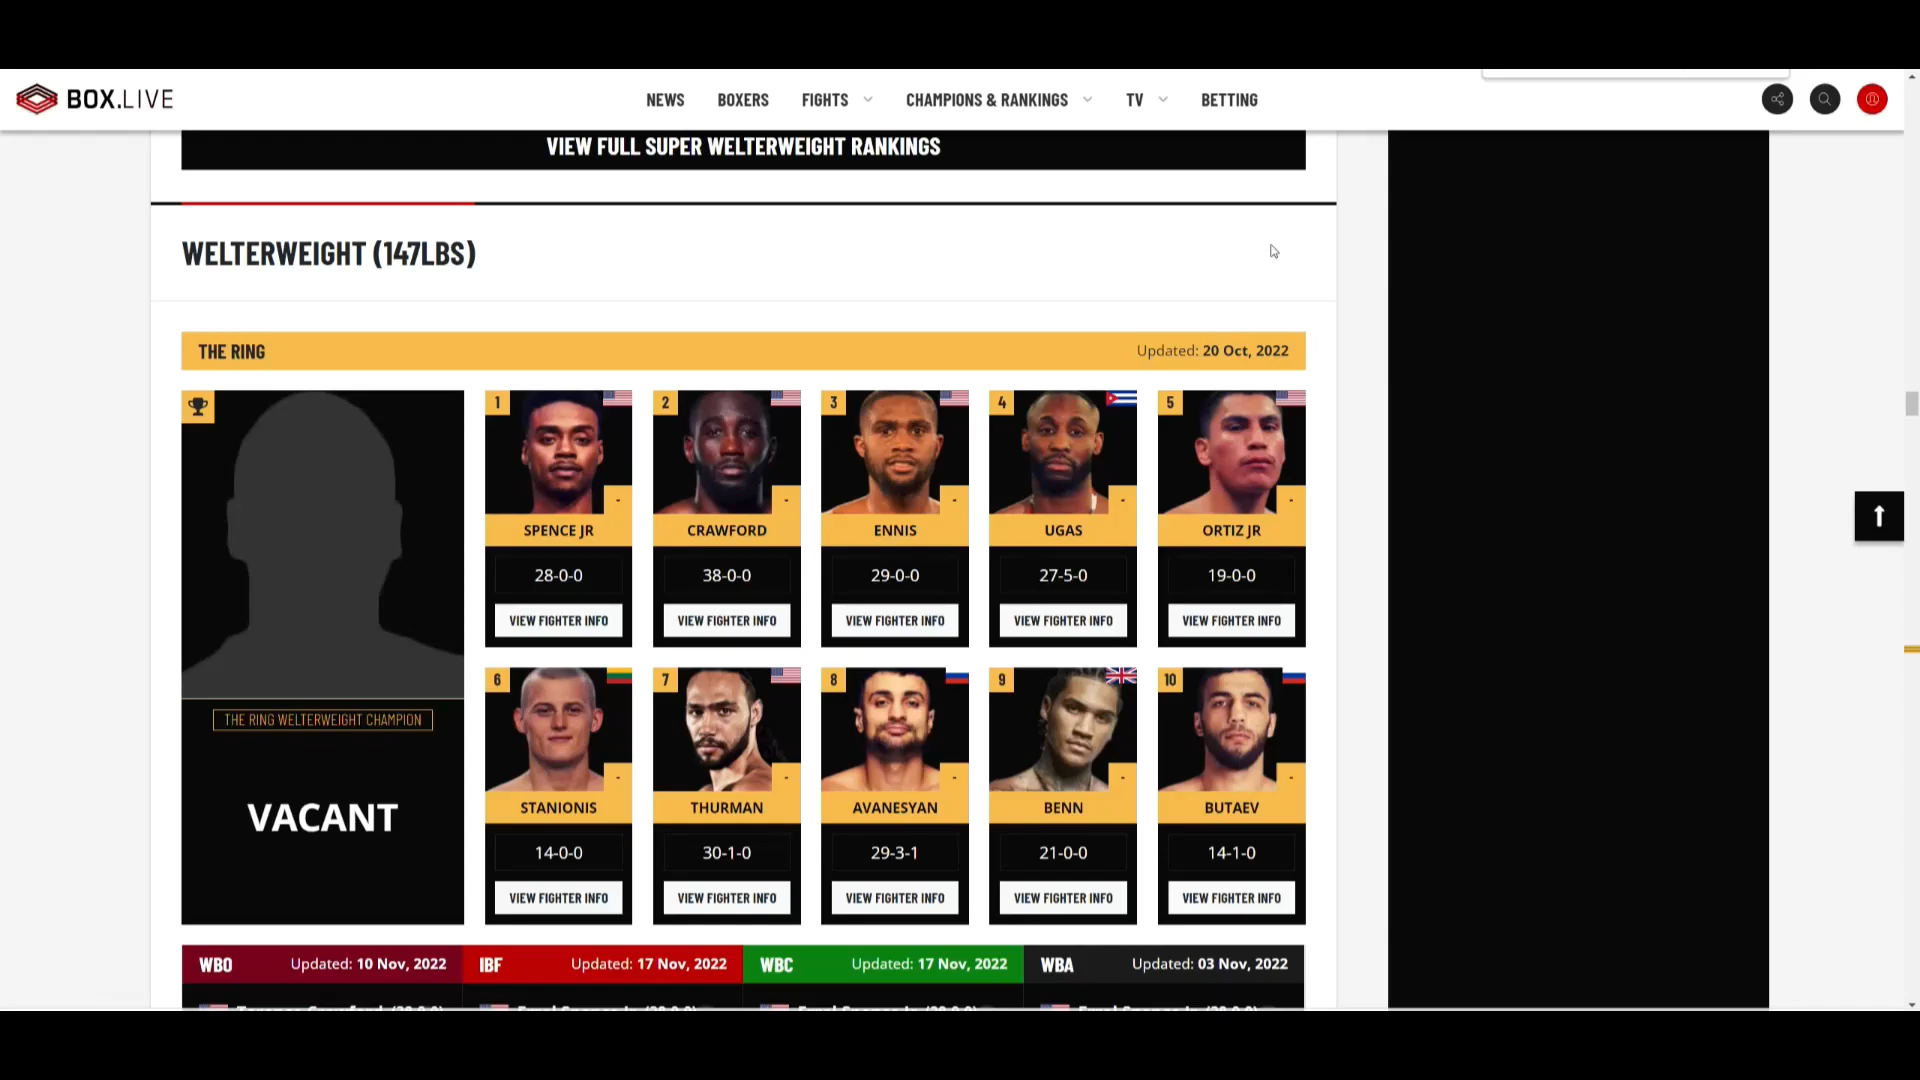 BOX.LIVE
NEWS
BOXERS
FIGHTS
CHAMPIONS & RANKINGS
TV
BETTING
VIEW FULL SUPER WELTERWEIGHT RANKINGS
WELTERWEIGHT (147LBS)
THE RING
Updated: 20 Oct, 2022
THE RING WELTERWEIGHT CHAMPION
VACANT
1
2
3
4
5
- - - - -
SPENCE JR
CRAWFORD
ENNIS
UGAS
ORTIZ JR
28-0-0
38-0-0
29-0-0
27-5-0
19-0-0
VIEW FIGHTER INFO
VIEW FIGHTER INFO
VIEW FIGHTER INFO
VIEW FIGHTER INFO
VIEW FIGHTER INFO
6
7
8
9
10
- - - - -
STANIONIS
THURMAN
AVANESYAN
BENN
BUTAEV
14-0-0
30-1-0
29-3-1
21-0-0
14-1-0
VIEW FIGHTER INFO
VIEW FIGHTER INFO
VIEW FIGHTER INFO
VIEW FIGHTER INFO
VIEW FIGHTER INFO
WBO Updated: 10 Nov, 2022
IBF Updated: 17 Nov, 2022
WBC Updated: 17 Nov, 2022
WBA Updated: 03 Nov, 2022